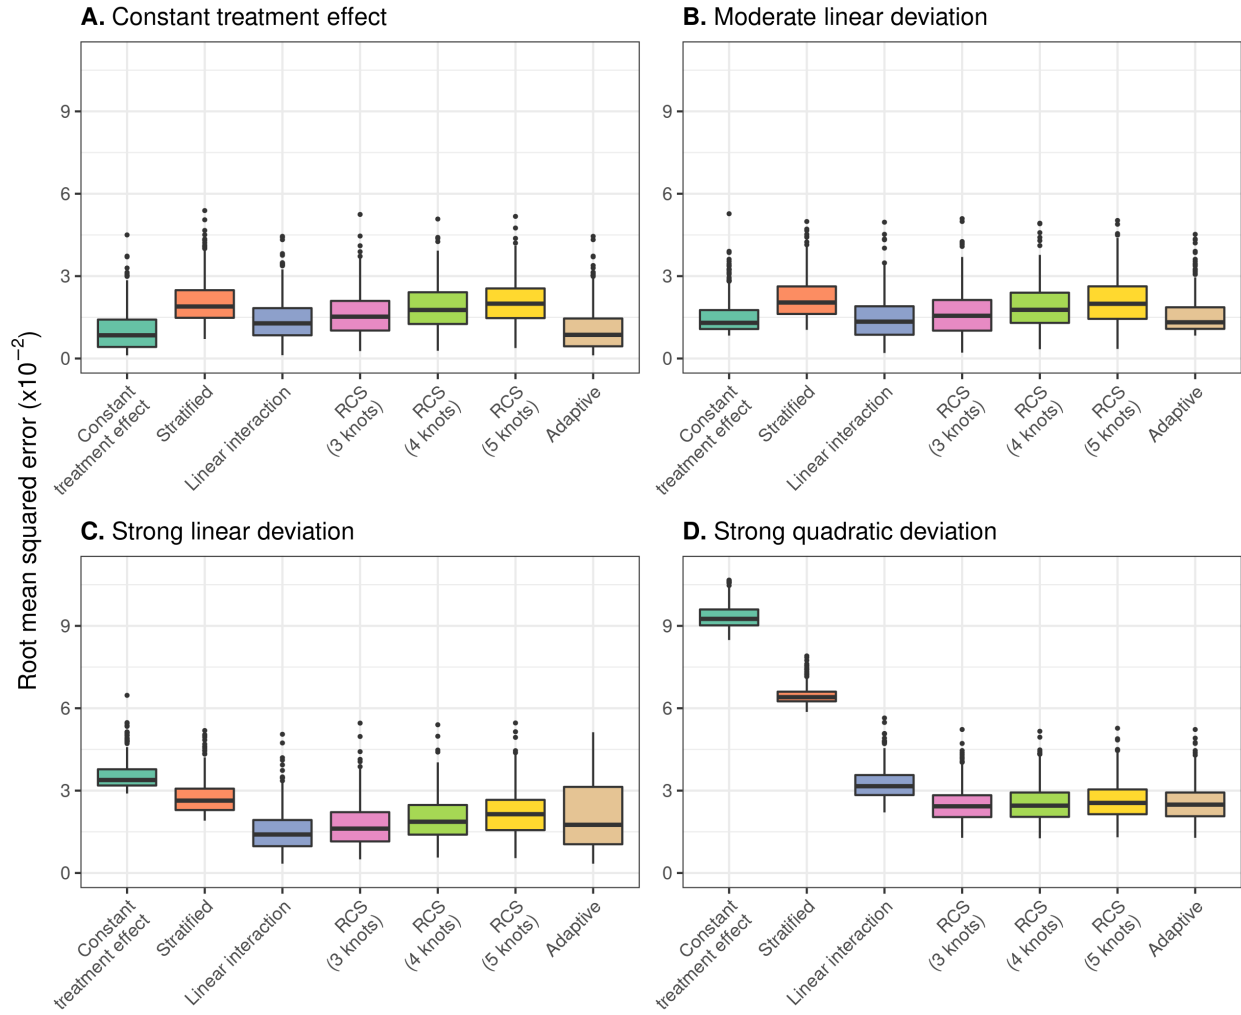 A. Constant treatment effect
B. Moderate linear deviation
Root mean squared error (x10⁻²)
9
6
3
0
Constant
treatment effect
Stratified
Linear interaction
RCS
(3 knots)
RCS
(4 knots)
RCS
(5 knots)
Adaptive
9
6
3
0
Constant
treatment effect
Stratified
Linear interaction
RCS
(3 knots)
RCS
(4 knots)
RCS
(5 knots)
Adaptive
C. Strong linear deviation
D. Strong quadratic deviation
9
6
3
0
Constant
treatment effect
Stratified
Linear interaction
RCS
(3 knots)
RCS
(4 knots)
RCS
(5 knots)
Adaptive
9
6
3
0
Constant
treatment effect
Stratified
Linear interaction
RCS
(3 knots)
RCS
(4 knots)
RCS
(5 knots)
Adaptive